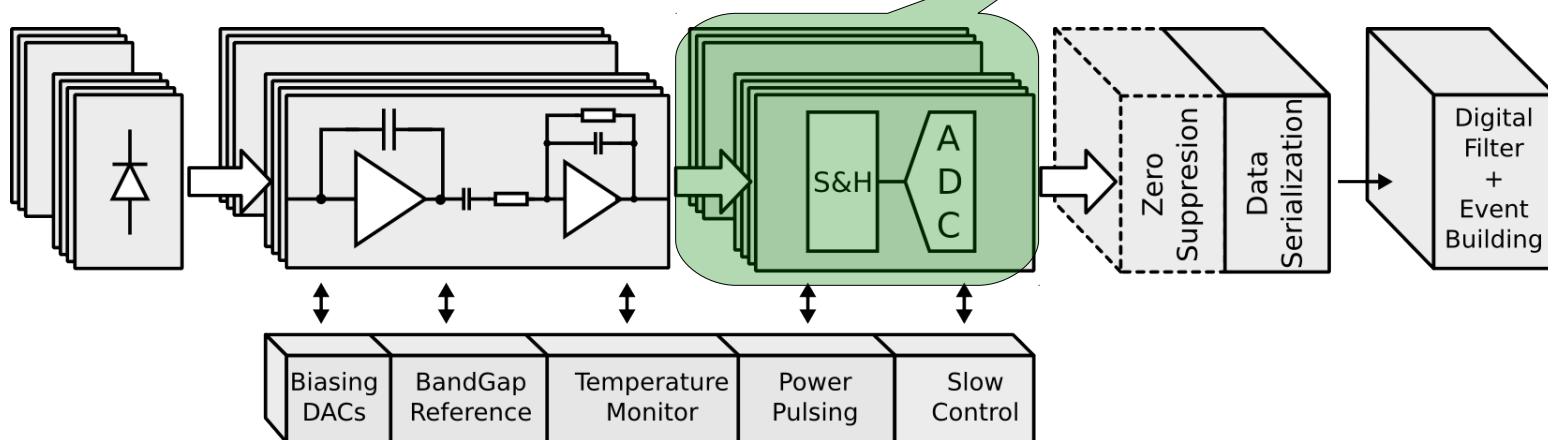 S&H
A
D
C
Zero
Suppresion
Data
Serialization
Digital
Filter
+
Event
Building
Biasing
DACs
BandGap
Reference
Temperature
Monitor
Power
Pulsing
Slow
Control